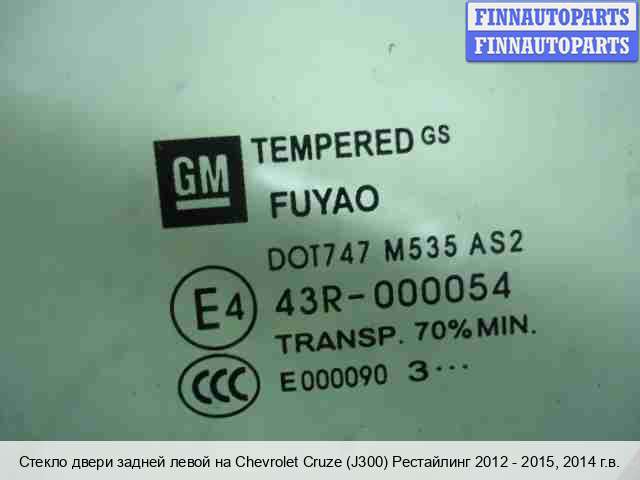 FINNAUTOPARTS
FINNAUTOPARTS
GM
TEMPERED GS
FUYAO
DOT747 M535 AS2
E4 43R-000054
TRANSP. 70% MIN.
CCC E000090 3...
Стекло двери задней левой на Chevrolet Cruze (J300) Рестайлинг 2012 - 2015, 2014 г.в.